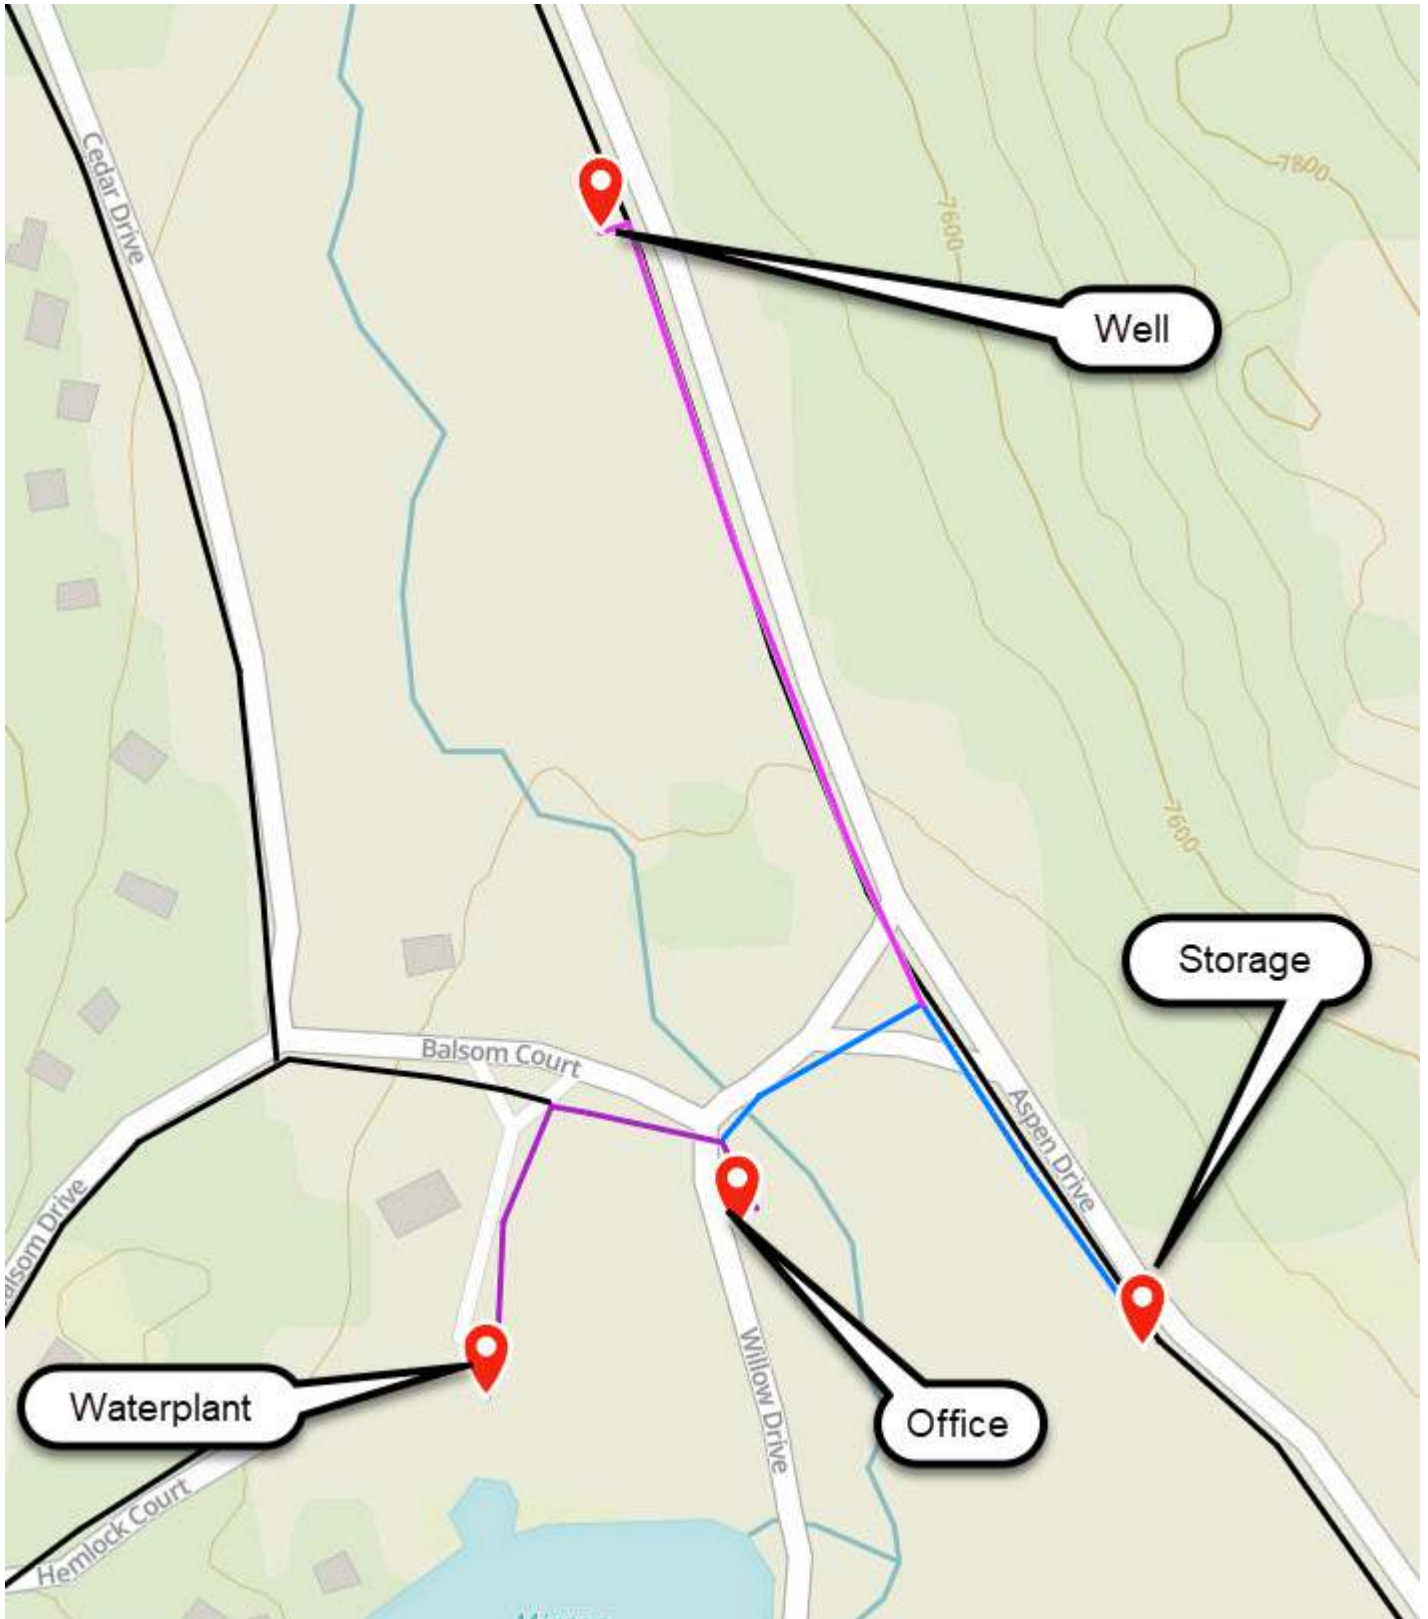 Cedar Drive
7600
7800
Well
Storage
7600
Balsom Court
Aspen Drive
alsom Drive
Waterplant
Willow Drive
Office
Hemlock Court